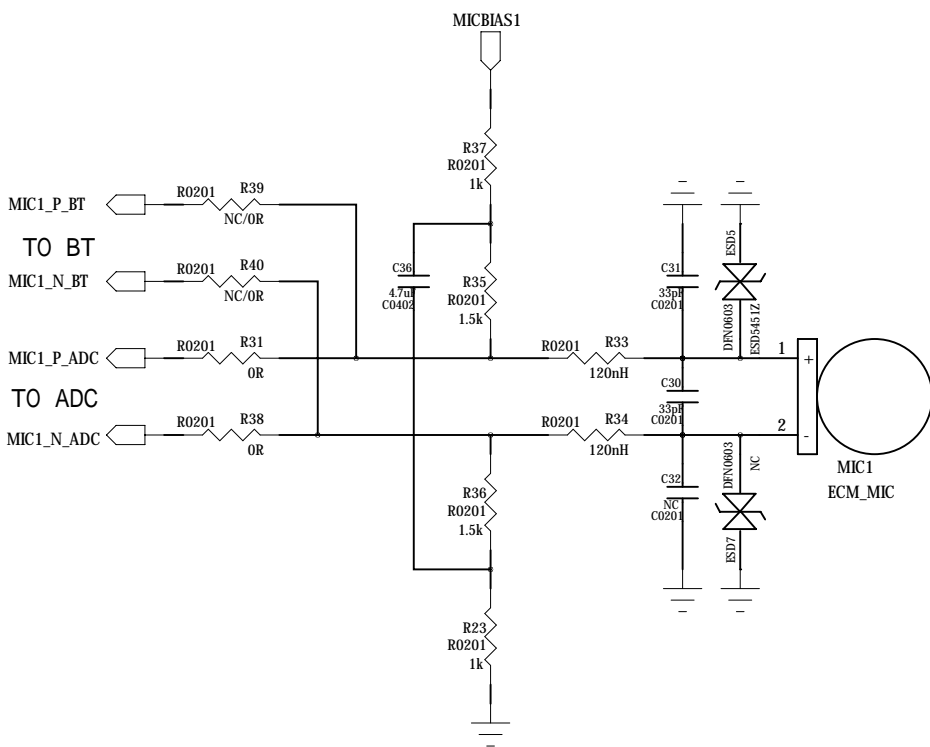 MICBIAS1
R37
R0201
1k
MIC1_P_BT
R0201
R39
NC/0R
TO BT
MIC1_N_BT
R0201
R40
NC/0R
C36
4.7uF
C0402
R35
R0201
1.5k
C31
33pF
C0201
ESD5
DFN0603
ESD5451Z
MIC1_P_ADC
R0201
R31
0R
R0201
R33
120nH
1
+
TO ADC
C30
33pF
C0201
MIC1_N_ADC
R0201
R38
0R
R0201
R34
120nH
2
-
MIC1
ECM_MIC
R36
R0201
1.5k
C32
NC
C0201
DFN0603
NC
ESD7
R23
R0201
1k